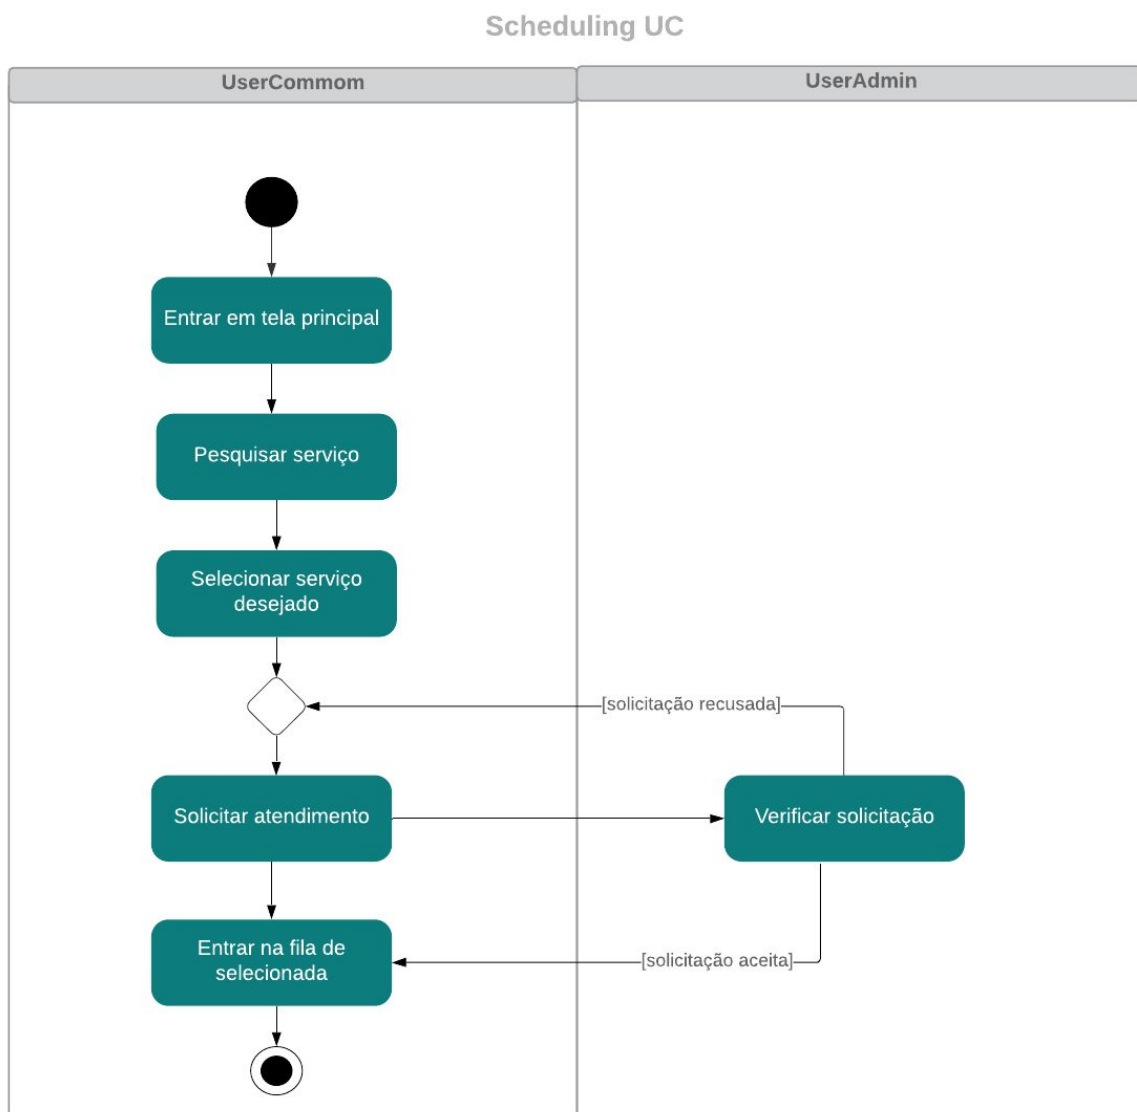 Scheduling UC
UserCommom
UserAdmin
Entrar em tela principal
Pesquisar serviço
Selecionar serviço
desejado
[solicitação recusada]
Solicitar atendimento
Verificar solicitação
Entrar na fila de
selecionada
[solicitação aceita]